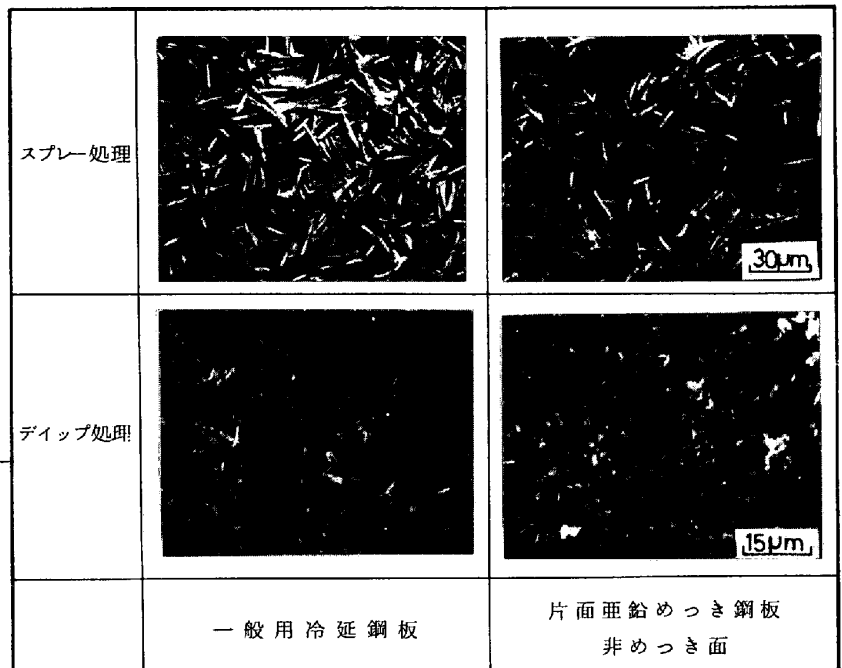 スプレー処理
30μm
デイップ処理
15μm
一般用冷延鋼板
片面亜鉛めっき鋼板
非めっき面